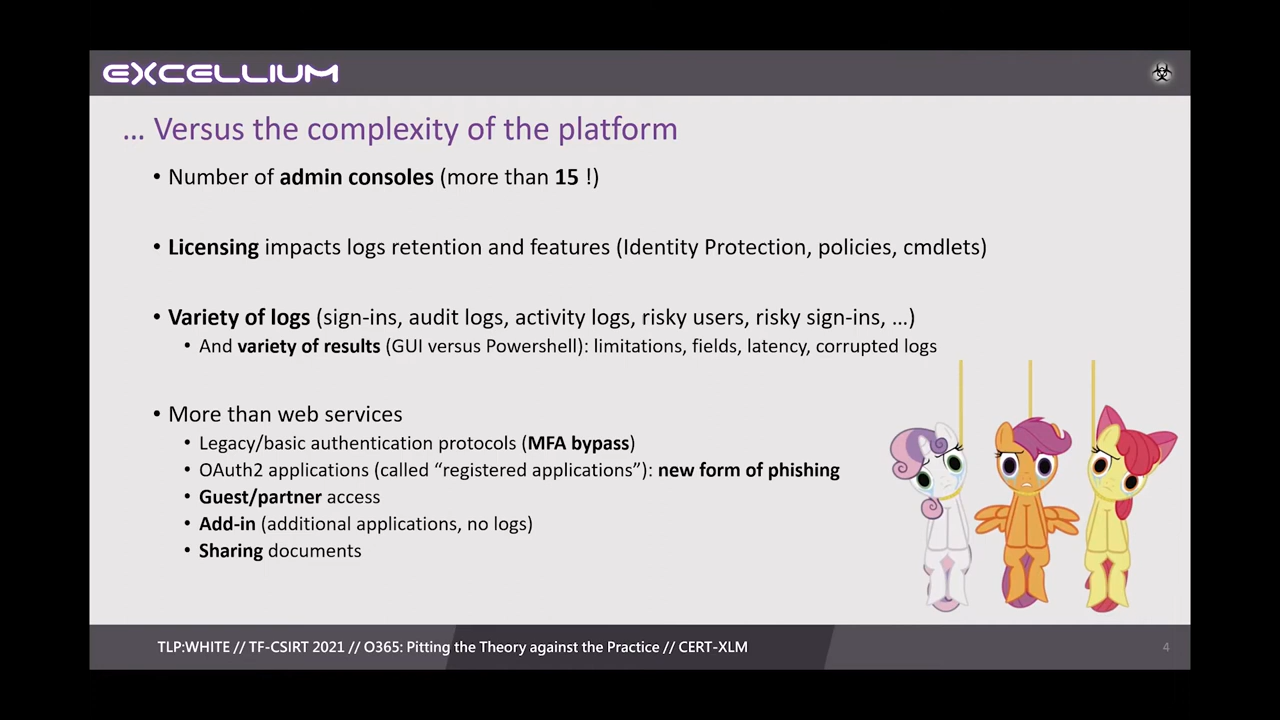 EXCELLIUM
... Versus the complexity of the platform
• Number of admin consoles (more than 15 !)
• Licensing impacts logs retention and features (Identity Protection, policies, cmdlets)
• Variety of logs (sign-ins, audit logs, activity logs, risky users, risky sign-ins, ...)
• And variety of results (GUI versus Powershell): limitations, fields, latency, corrupted logs
• More than web services
• Legacy/basic authentication protocols (MFA bypass)
• OAuth2 applications (called “registered applications”): new form of phishing
• Guest/partner access
• Add-in (additional applications, no logs)
• Sharing documents
TLP:WHITE // TF-CSIRT 2021 // O365: Pitting the Theory against the Practice // CERT-XLM
4